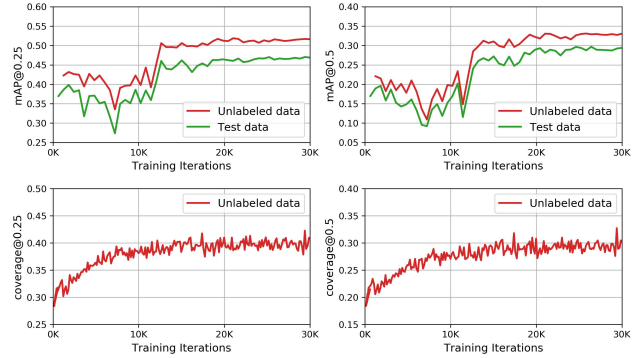 mAP@0.25
0.60
0.55
0.50
0.45
0.40
0.35
0.30
0.25
0K
10K
20K
30K
Training Iterations
Unlabeled data
Test data
mAP@0.5
0.40
0.35
0.30
0.25
0.20
0.15
0.10
0.05
0K
10K
20K
30K
Training Iterations
Unlabeled data
Test data
coverage@0.25
0.50
0.45
0.40
0.35
0.30
0.25
0K
10K
20K
30K
Training Iterations
Unlabeled data
coverage@0.5
0.40
0.35
0.30
0.25
0.20
0.15
0K
10K
20K
30K
Training Iterations
Unlabeled data